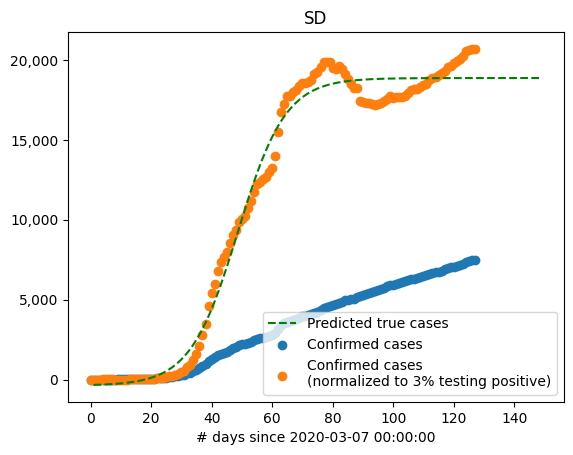 SD
20,000
15,000
10,000
5,000
0
Predicted true cases
Confirmed cases
Confirmed cases
(normalized to 3% testing positive)
0 20 40 60 80 100 120 140
# days since 2020-03-07 00:00:00